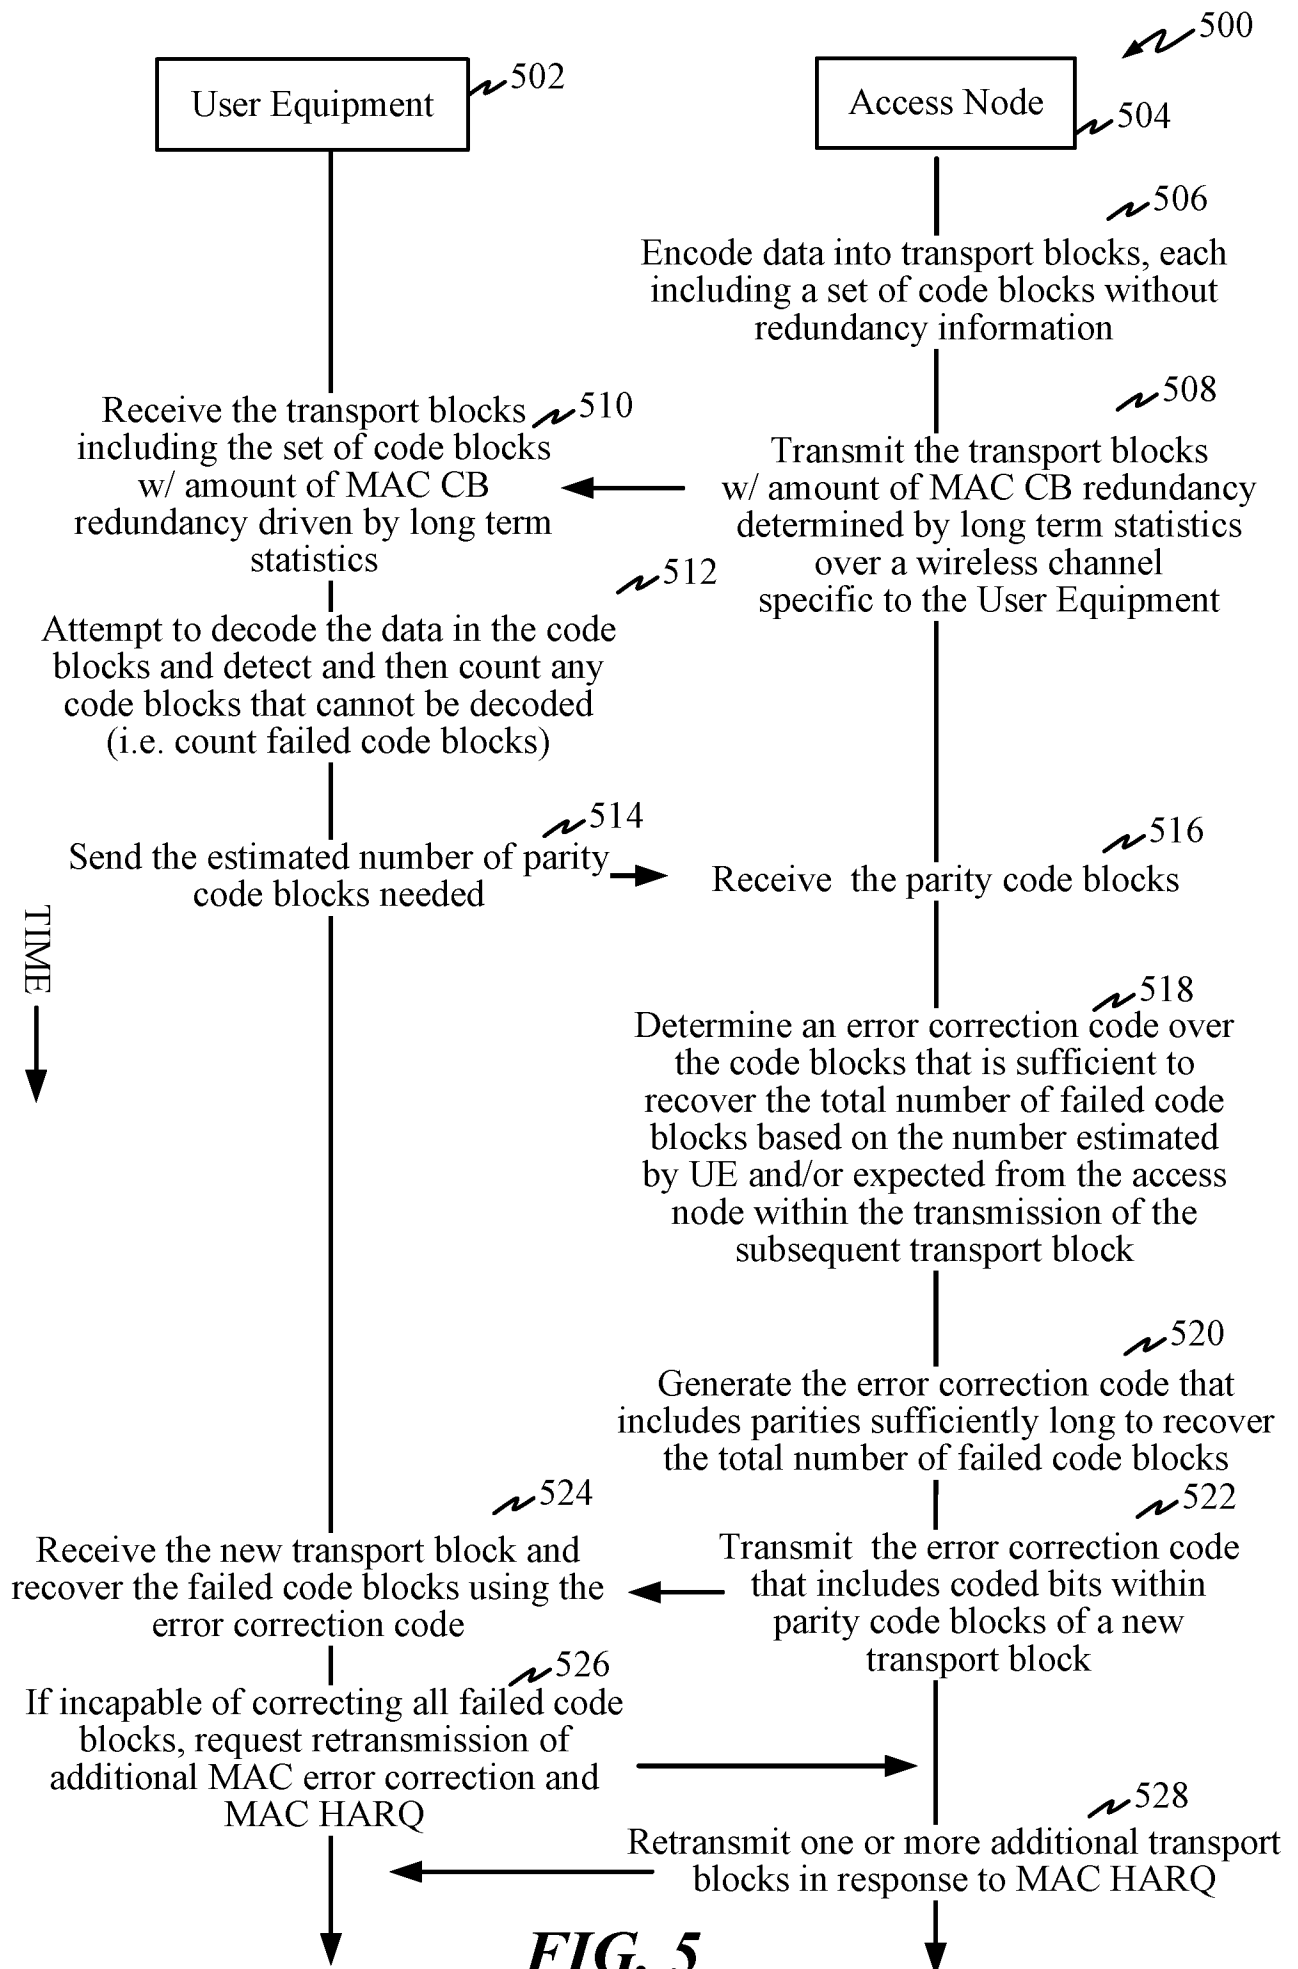 500
User Equipment
502
Access Node
504
506
Encode data into transport blocks, each
including a set of code blocks without
redundancy information
508
Transmit the transport blocks
w/ amount of MAC CB redundancy
determined by long term statistics
over a wireless channel
specific to the User Equipment
510
Receive the transport blocks
including the set of code blocks
w/ amount of MAC CB
redundancy driven by long term
statistics
512
Attempt to decode the data in the code
blocks and detect and then count any
code blocks that cannot be decoded
(i.e. count failed code blocks)
514
Send the estimated number of parity
code blocks needed
516
Receive the parity code blocks
TIME
518
Determine an error correction code over
the code blocks that is sufficient to
recover the total number of failed code
blocks based on the number estimated
by UE and/or expected from the access
node within the transmission of the
subsequent transport block
520
Generate the error correction code that
includes parities sufficiently long to recover
the total number of failed code blocks
522
Transmit the error correction code
that includes coded bits within
parity code blocks of a new
transport block
524
Receive the new transport block and
recover the failed code blocks using the
error correction code
526
If incapable of correcting all failed code
blocks, request retransmission of
additional MAC error correction and
MAC HARQ
528
Retransmit one or more additional transport
blocks in response to MAC HARQ
FIG. 5